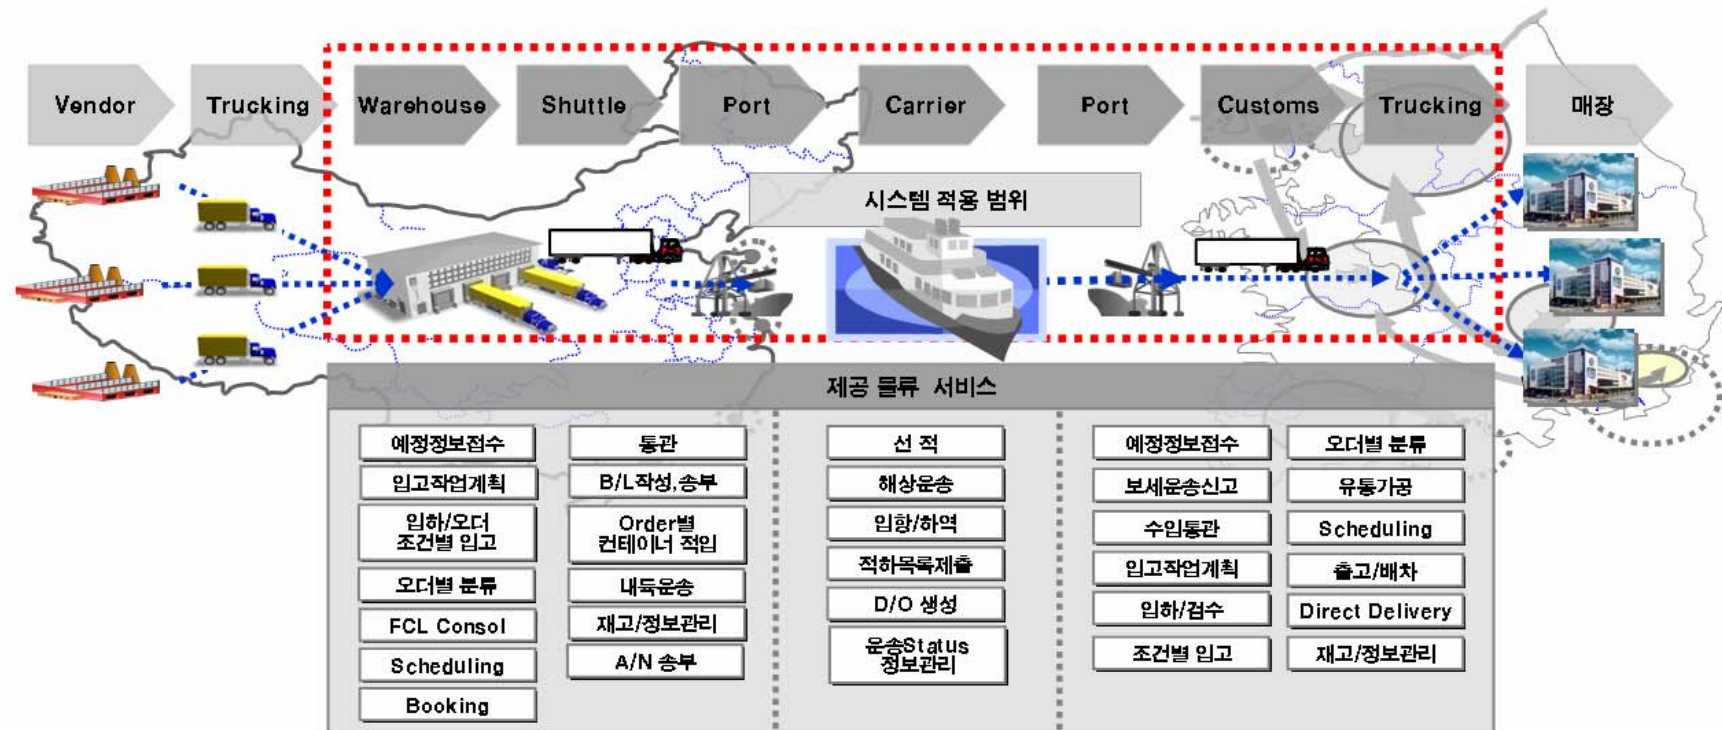 Vendor
Trucking
Warehouse
Shuttle
Port
Carrier
Port
Customs
Trucking
매장
시스템 적용 범위
제공 물류 서비스
예정정보접수
입고작업계획
입하/오더
조건별 입고
오더별 분류
FCL Consol
Scheduling
Booking
통관
B/L작성,송부
Order별
컨테이너 적입
내륙운송
재고/정보관리
A/N 송부
선 적
해상운송
입항/하역
적하목록제출
D/O 생성
운송Status
정보관리
예정정보접수
보세운송신고
수입통관
입고작업계획
입하/검수
조건별 입고
오더별 분류
유통가공
Scheduling
출고/배차
Direct Delivery
재고/정보관리